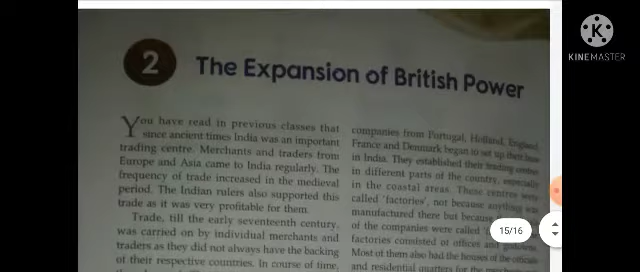 2
The Expansion of British Power
You have read in previous classes that
since ancient times India was an important
trading centre. Merchants and traders from
Europe and Asia came to India regularly. The
frequency of trade increased in the medieval
period. The Indian rulers also supported this
trade as it was very profitable for them.
Trade, till the early seventeenth century,
was carried on by individual merchants and
traders as they did not always have the backing
of their respective countries. In course of time,
companies from Portugal, Holland, England,
France and Denmark began to set up their base
in India. They established their trading centres
in different parts of the country, especially
in the coastal areas. These centres were
called 'factories', not because anything was
manufactured there but because
of the companies were called
factories consisted of offices and godowns.
Most of them also had the houses of the officials
and residential quarters for the
15/16
K
KINEMASTER